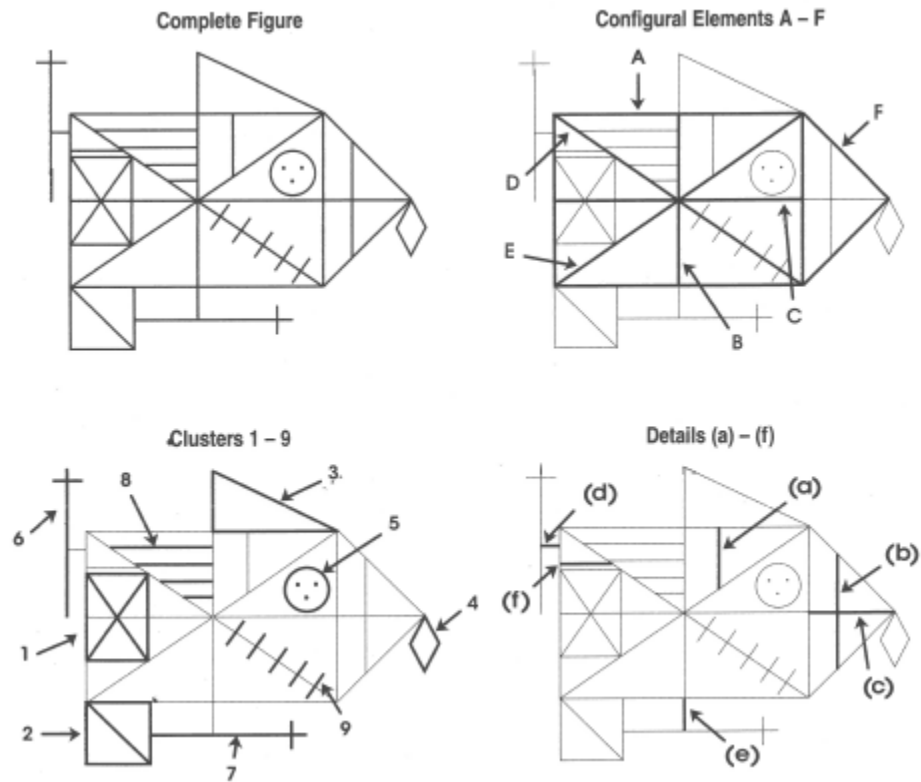 Complete Figure
Configural Elements A – F
A
F
D
E
C
B
Clusters 1 – 9
Details (a) – (f)
8
3
6
5
1
4
2
9
7
(d)
(a)
(f)
(b)
(c)
(e)